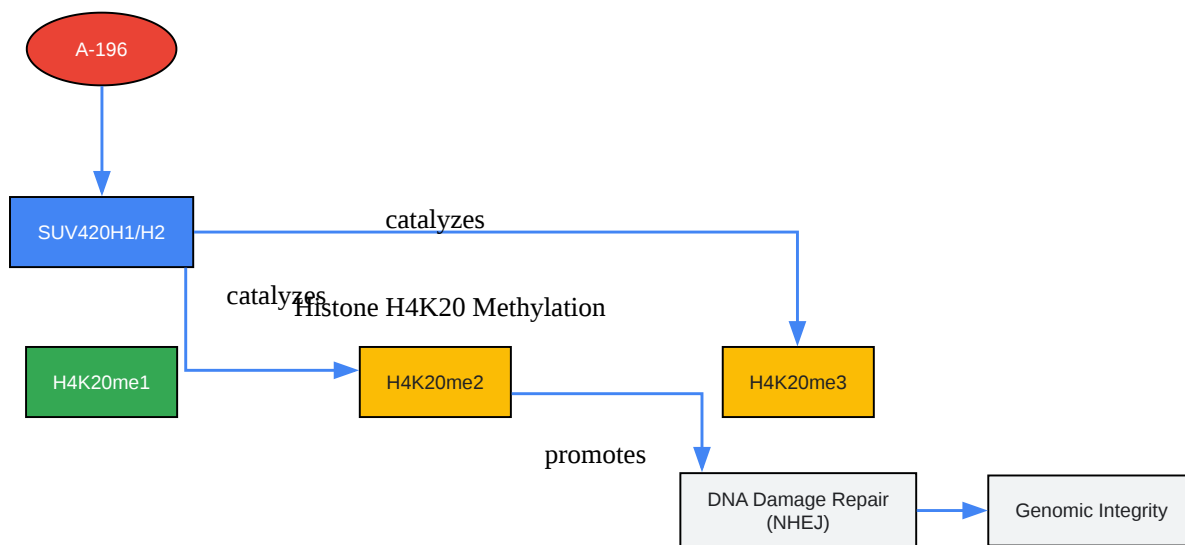 A-196
SUV420H1/H2
catalyzes
catalyzes
Histone H4K20 Methylation
H4K20me1
H4K20me2
H4K20me3
promotes
DNA Damage Repair
(NHEJ)
Genomic Integrity